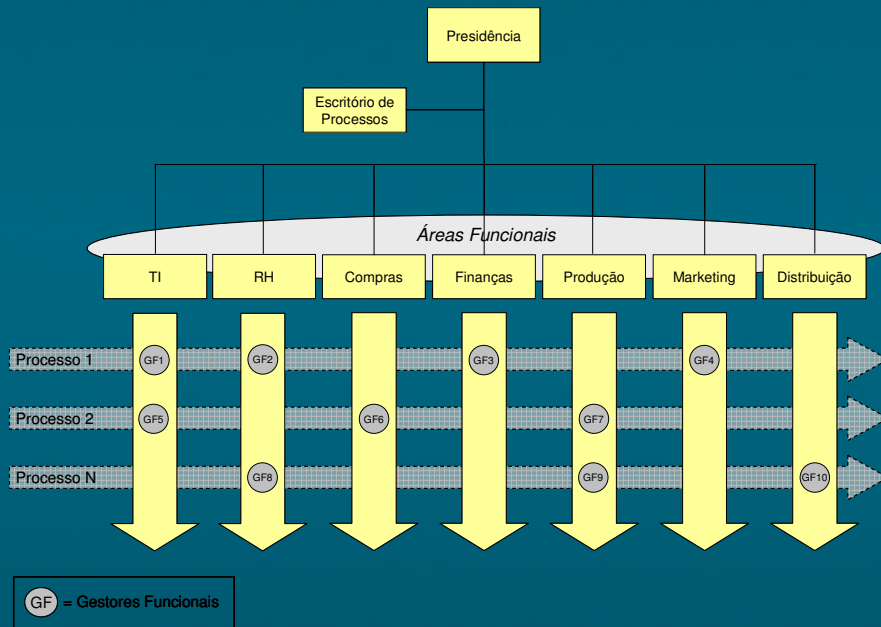 Presidência
Escritório de
Processos
Áreas Funcionais
TI
RH
Compras
Finanças
Produção
Marketing
Distribuição
Processo 1
GF1
GF2
GF3
GF4
Processo 2
GF5
GF6
GF7
Processo N
GF8
GF9
GF10
GF = Gestores Funcionais